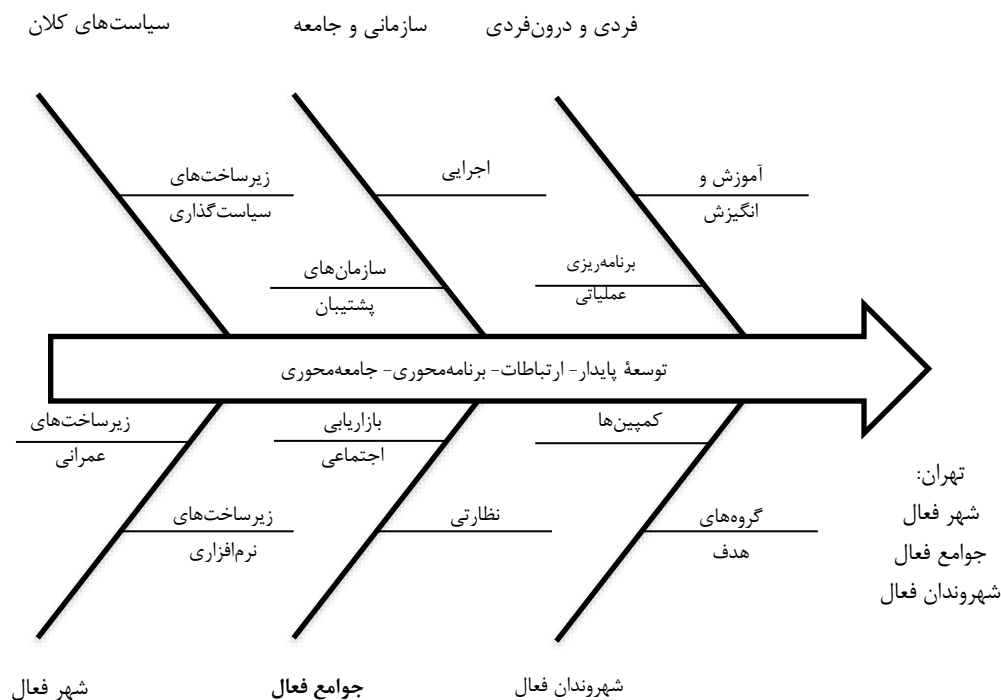 فردی و درون‌فردی
سازمانی و جامعه
سیاست‌های کلان
آموزش و
انگیزش
اجرایی
زیرساخت‌های
سیاست‌گذاری
برنامه‌ریزی
عملیاتی
سازمان‌های
پشتیبان
توسعهٔ پایدار- ارتباطات- برنامه‌محوری- جامعه‌محوری
کمپین‌ها
بازاریابی
اجتماعی
زیرساخت‌های
عمرانی
گروه‌های
هدف
نظارتی
زیرساخت‌های
نرم‌افزاری
تهران:
شهر فعال
جوامع فعال
شهروندان فعال
شهروندان فعال
جوامع فعال
شهر فعال